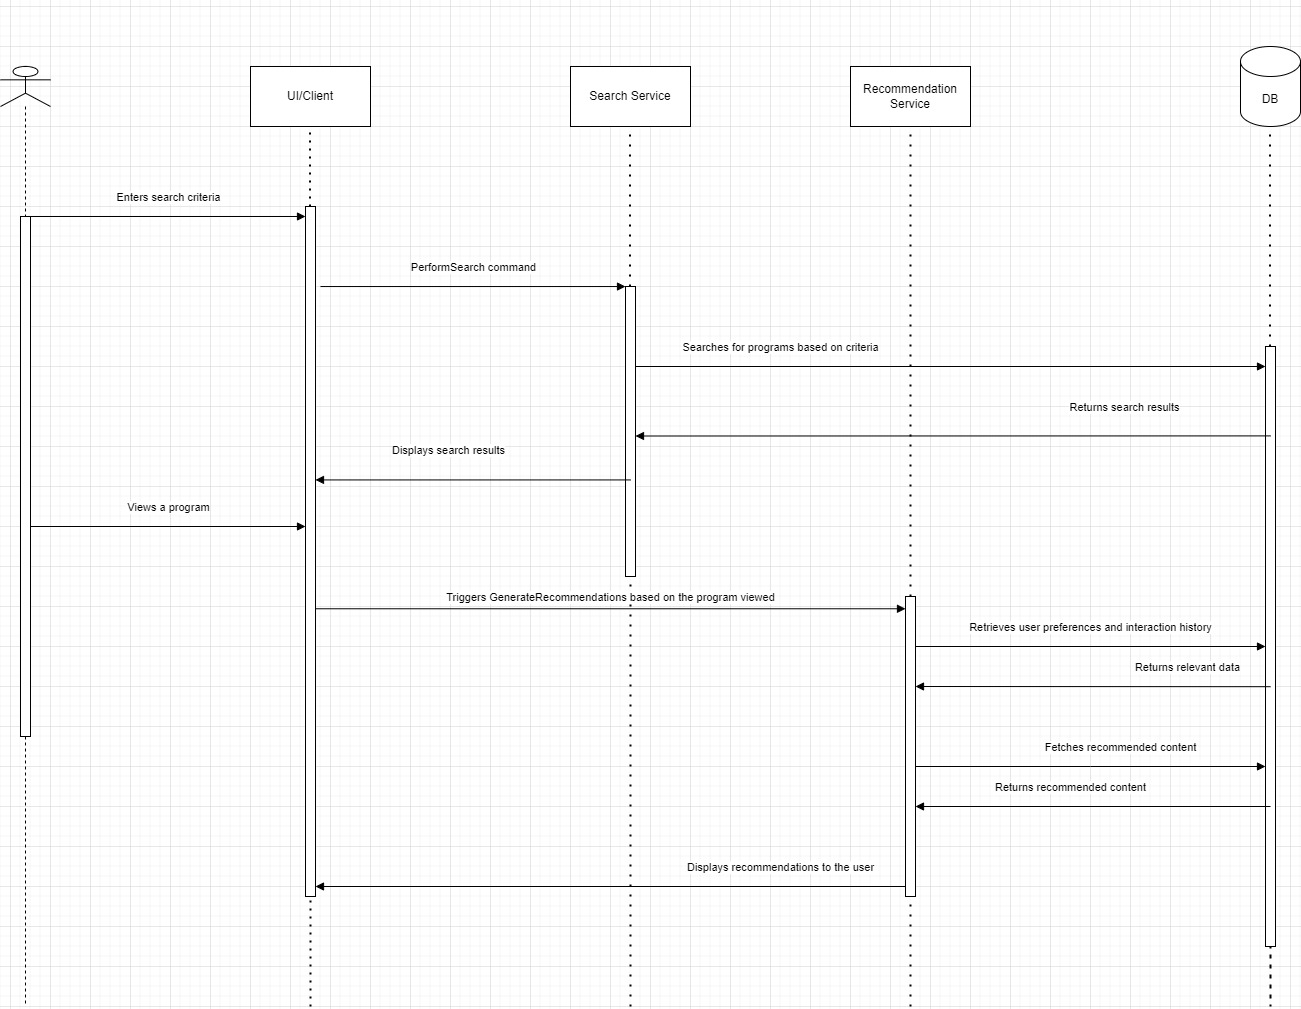 UI/Client
Search Service
Recommendation
Service
DB
Enters search criteria
PerformSearch command
Searches for programs based on criteria
Returns search results
Displays search results
Views a program
Triggers GenerateRecommendations based on the program viewed
Retrieves user preferences and interaction history
Returns relevant data
Fetches recommended content
Returns recommended content
Displays recommendations to the user